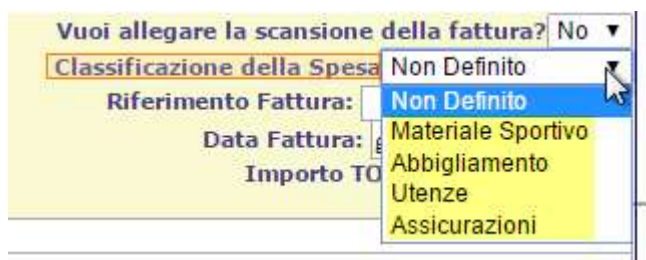 Vuoi allegare la scansione della fattura? No
Classificazione della Spesa Non Definito
Riferimento Fattura: Non Definito
Materiale Sportivo
Data Fattura:
Abbigliamento
Importo TO
Utenze
Assicurazioni